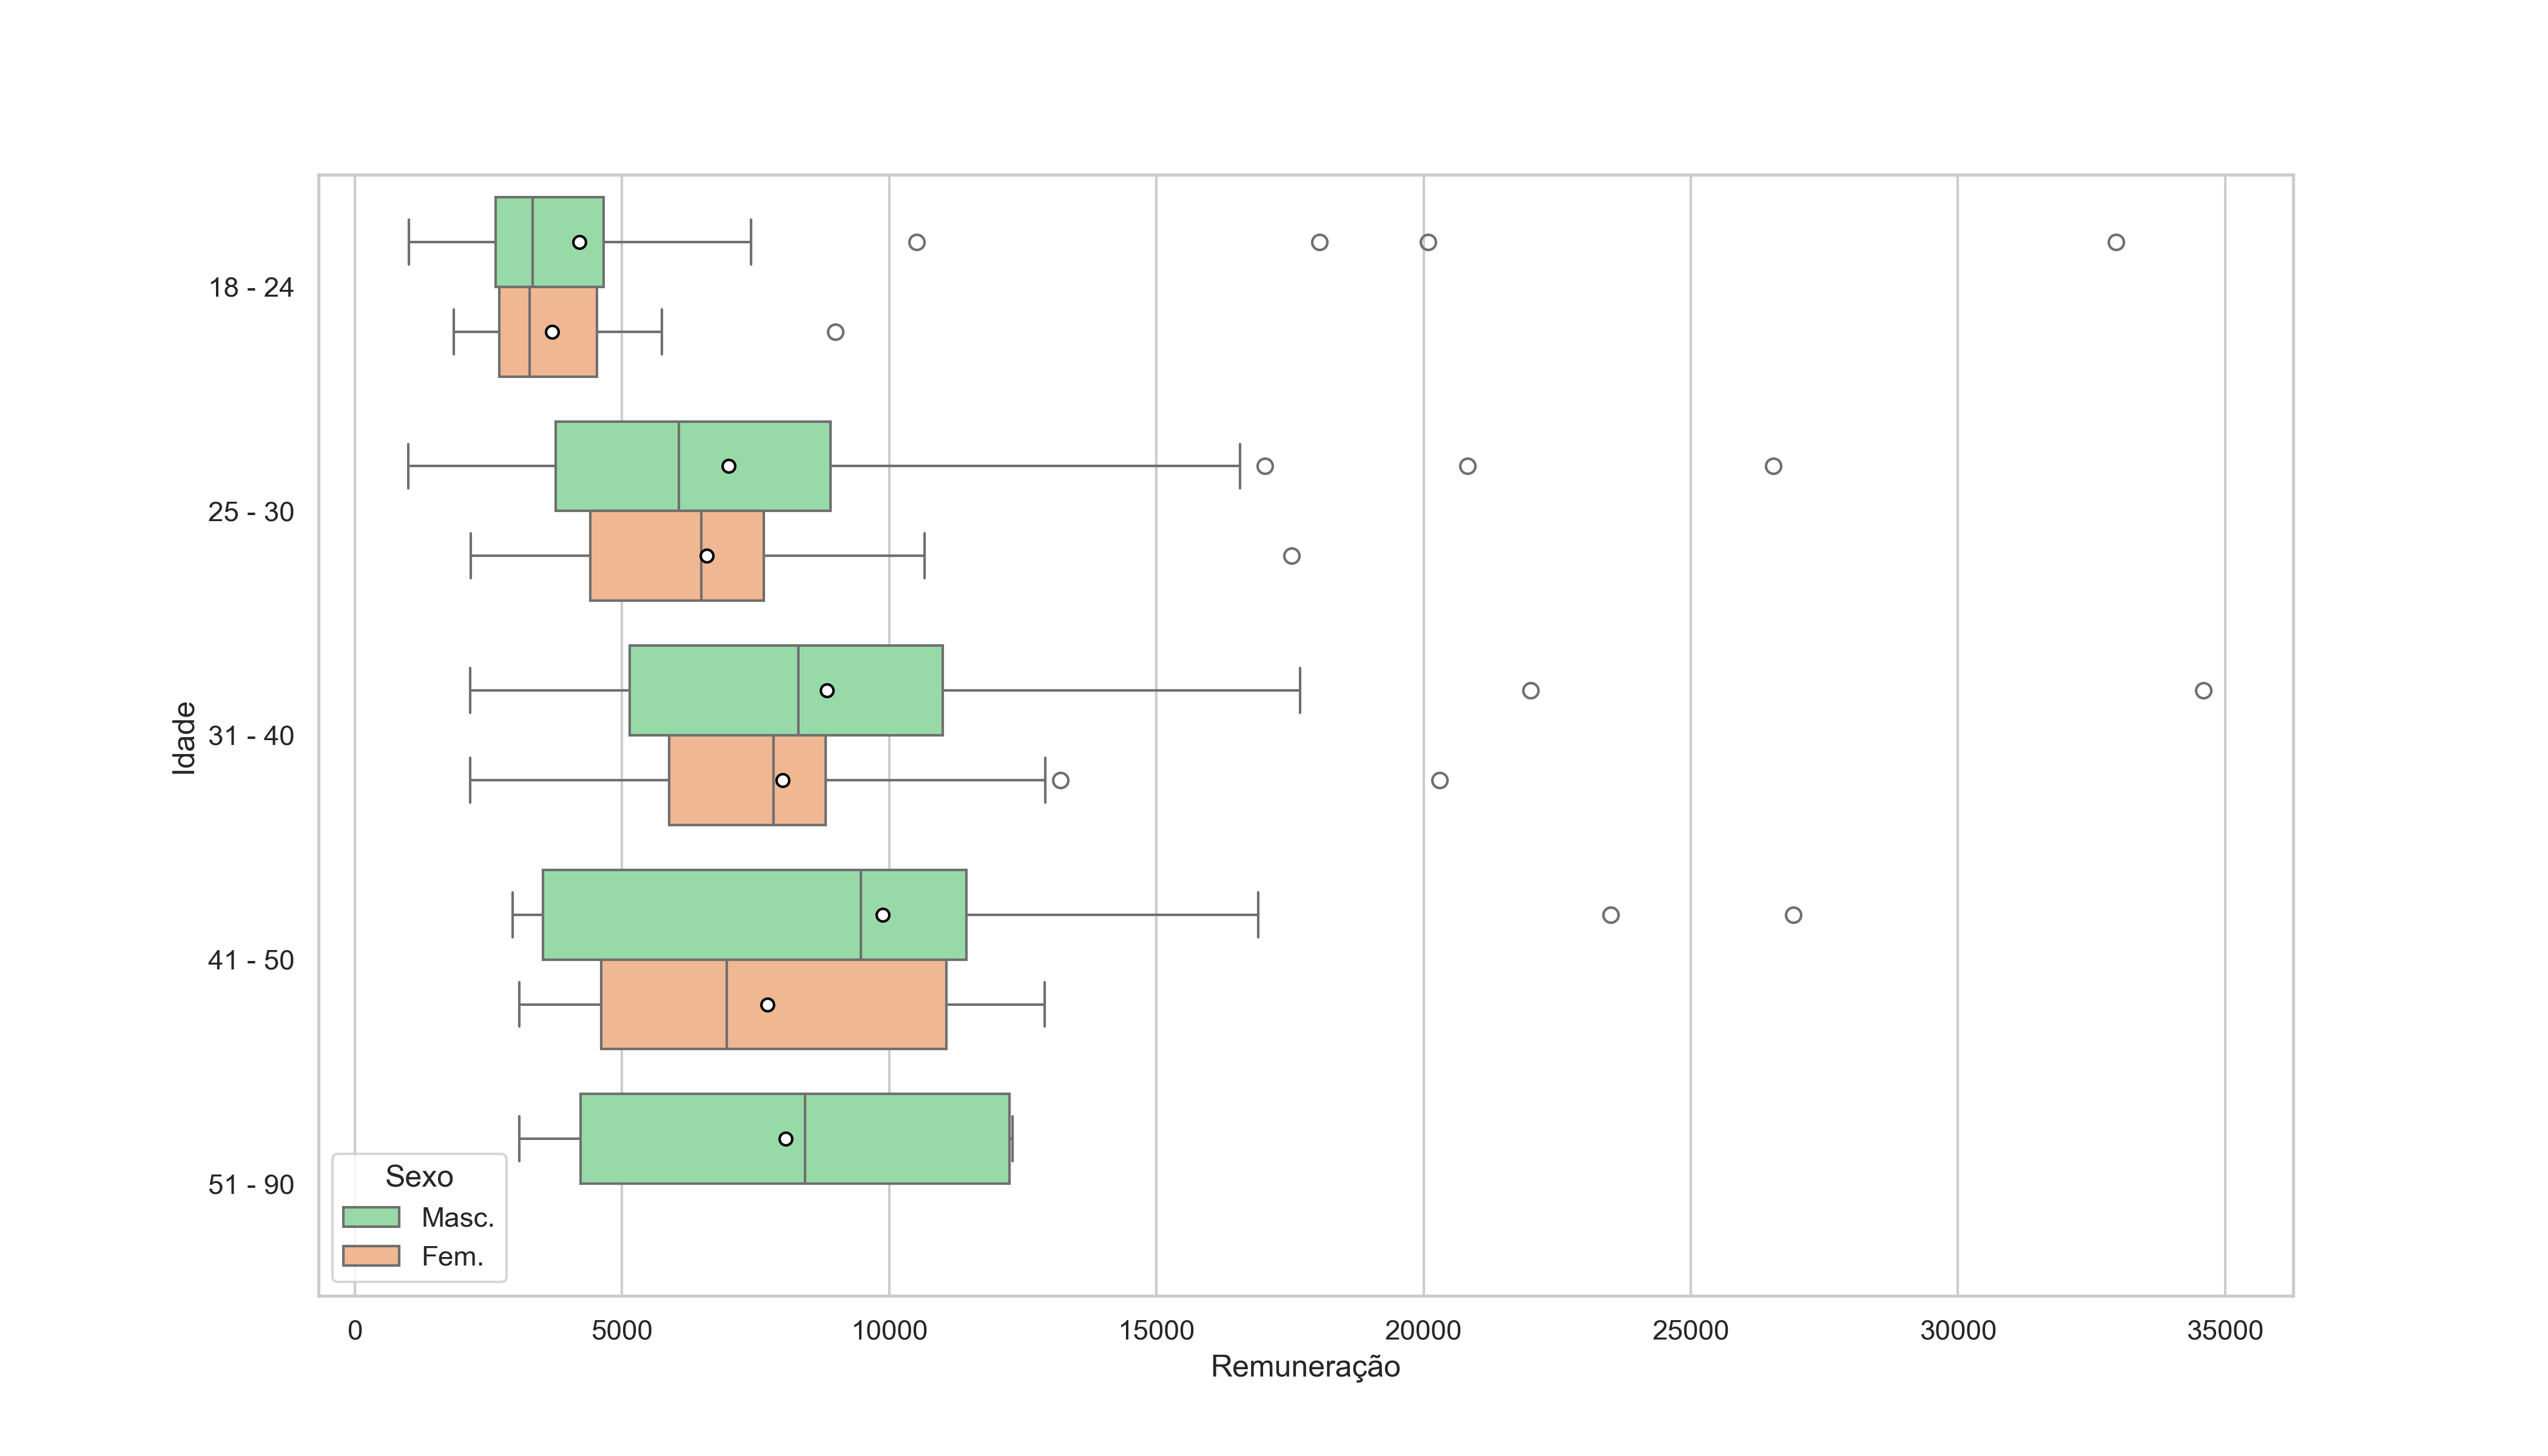 18 - 24
25 - 30
31 - 40
41 - 50
51 - 90
Idade
Sexo
Masc.
Fem.
0 5000 10000 15000 20000 25000 30000 35000
Remuneração